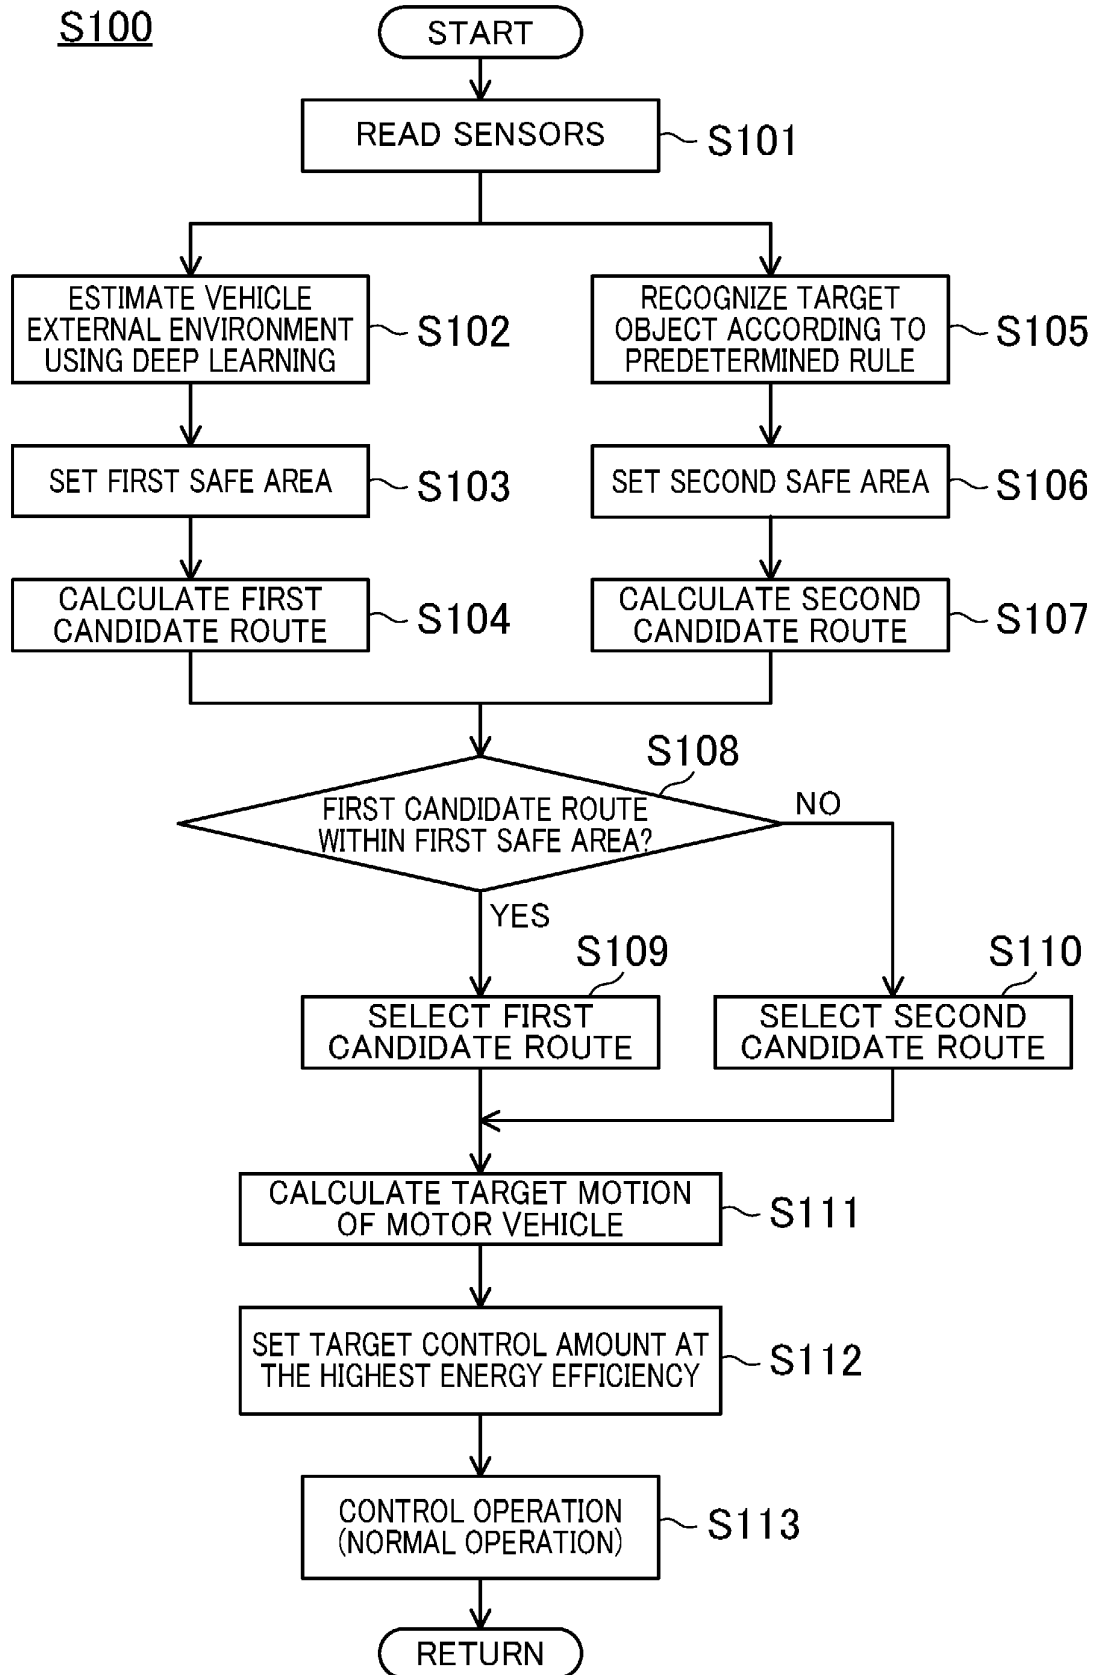 S100
START
READ SENSORS
S101
ESTIMATE VEHICLE
EXTERNAL ENVIRONMENT
USING DEEP LEARNING
S102
RECOGNIZE TARGET
OBJECT ACCORDING TO
PREDETERMINED RULE
S105
SET FIRST SAFE AREA
S103
SET SECOND SAFE AREA
S106
CALCULATE FIRST
CANDIDATE ROUTE
S104
CALCULATE SECOND
CANDIDATE ROUTE
S107
S108
FIRST CANDIDATE ROUTE
WITHIN FIRST SAFE AREA?
NO
YES
S109
SELECT FIRST
CANDIDATE ROUTE
S110
SELECT SECOND
CANDIDATE ROUTE
CALCULATE TARGET MOTION
OF MOTOR VEHICLE
S111
SET TARGET CONTROL AMOUNT AT
THE HIGHEST ENERGY EFFICIENCY
S112
CONTROL OPERATION
(NORMAL OPERATION)
S113
RETURN